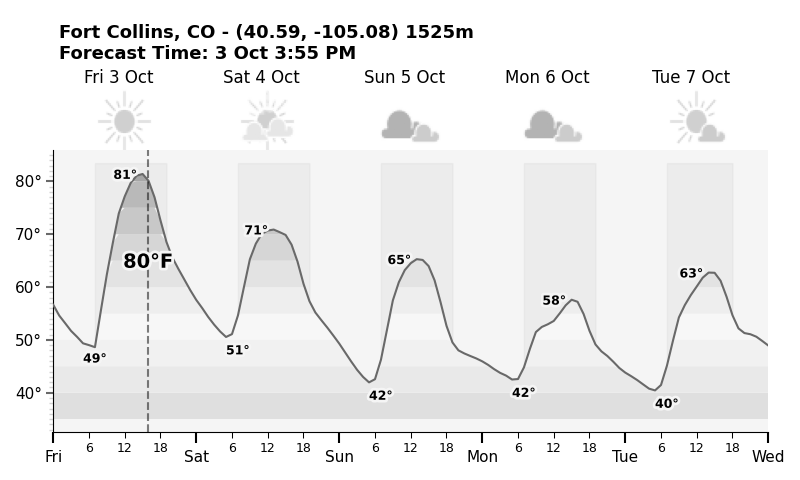 Fort Collins, CO - (40.59, -105.08) 1525m
Forecast Time: 3 Oct 3:55 PM
Fri 3 Oct Sat 4 Oct Sun 5 Oct Mon 6 Oct Tue 7 Oct
80° 70° 60° 50° 40°
81° 71° 65° 58° 63°
80°F
49° 51° 42° 42° 40°
6 12 18 6 12 18 6 12 18 6 12 18 6 12 18
Fri Sat Sun Mon Tue Wed